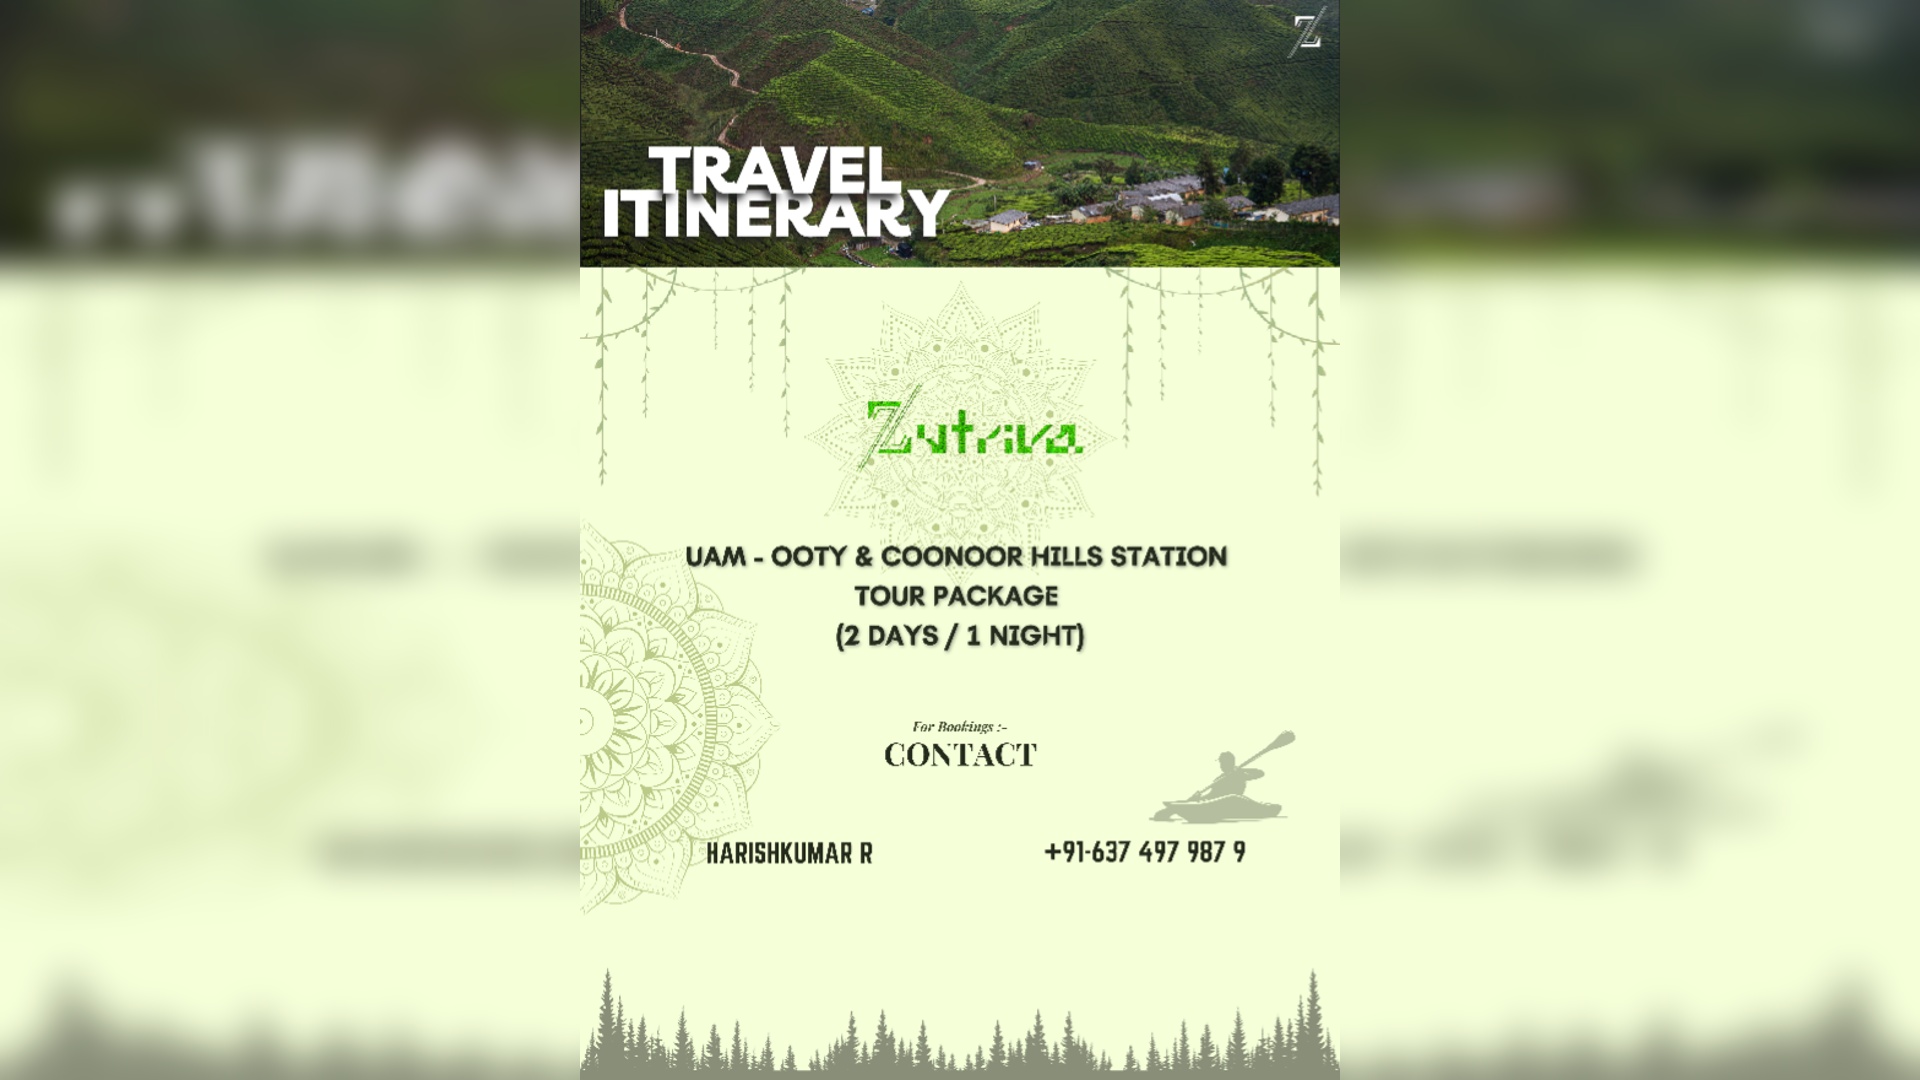 Z
TRAVEL
ITINERARY
Zutriva
UAM - OOTY & COONOOR HILLS STATION
TOUR PACKAGE
(2 DAYS / 1 NIGHT)
For Bookings :-
CONTACT
HARISHKUMAR R
+91-637 497 987 9